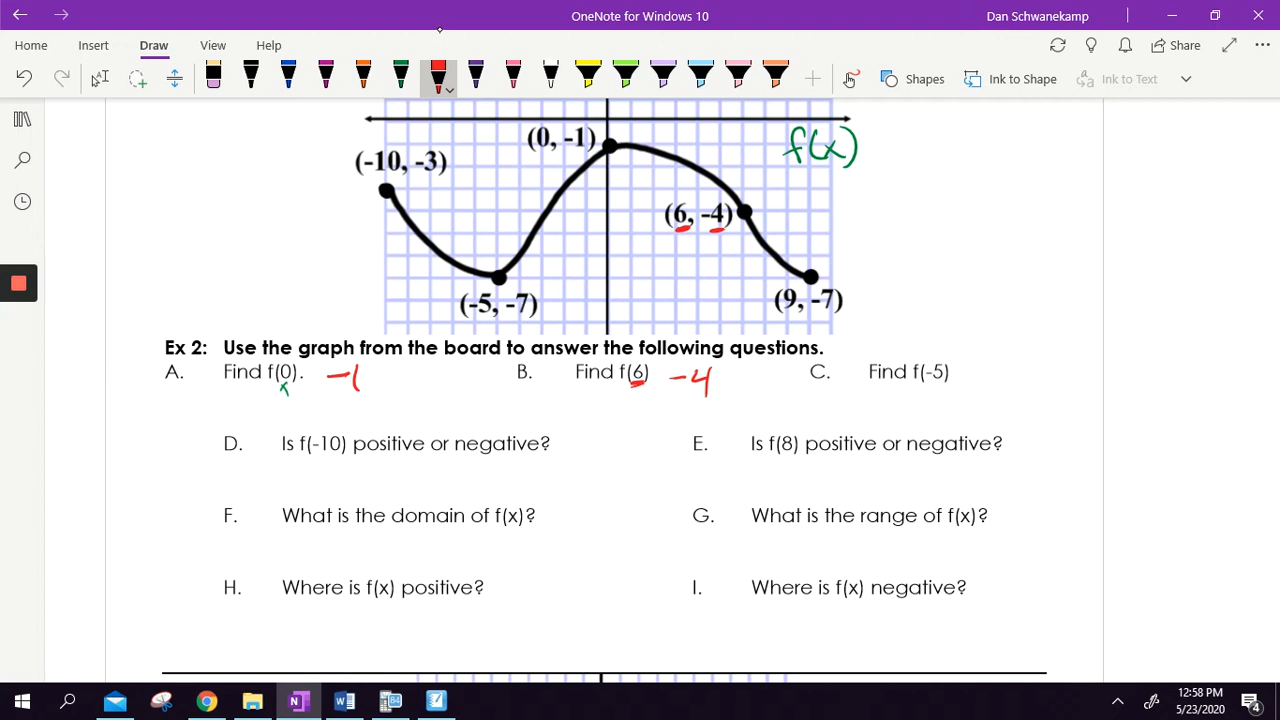 OneNote for Windows 10
Dan Schwanekamp
Home Insert Draw View Help
Share
Shapes Ink to Shape Ink to Text
(0, -1)
f(x)
(-10, -3)
(6, -4)
(-5, -7)
(9, -7)
Ex 2: Use the graph from the board to answer the following questions.
A. Find f(0). -1 B. Find f(6) -4 C. Find f(-5)
x
D. Is f(-10) positive or negative? E. Is f(8) positive or negative?
F. What is the domain of f(x)? G. What is the range of f(x)?
H. Where is f(x) positive? I. Where is f(x) negative?
12:58 PM
5/23/2020
4